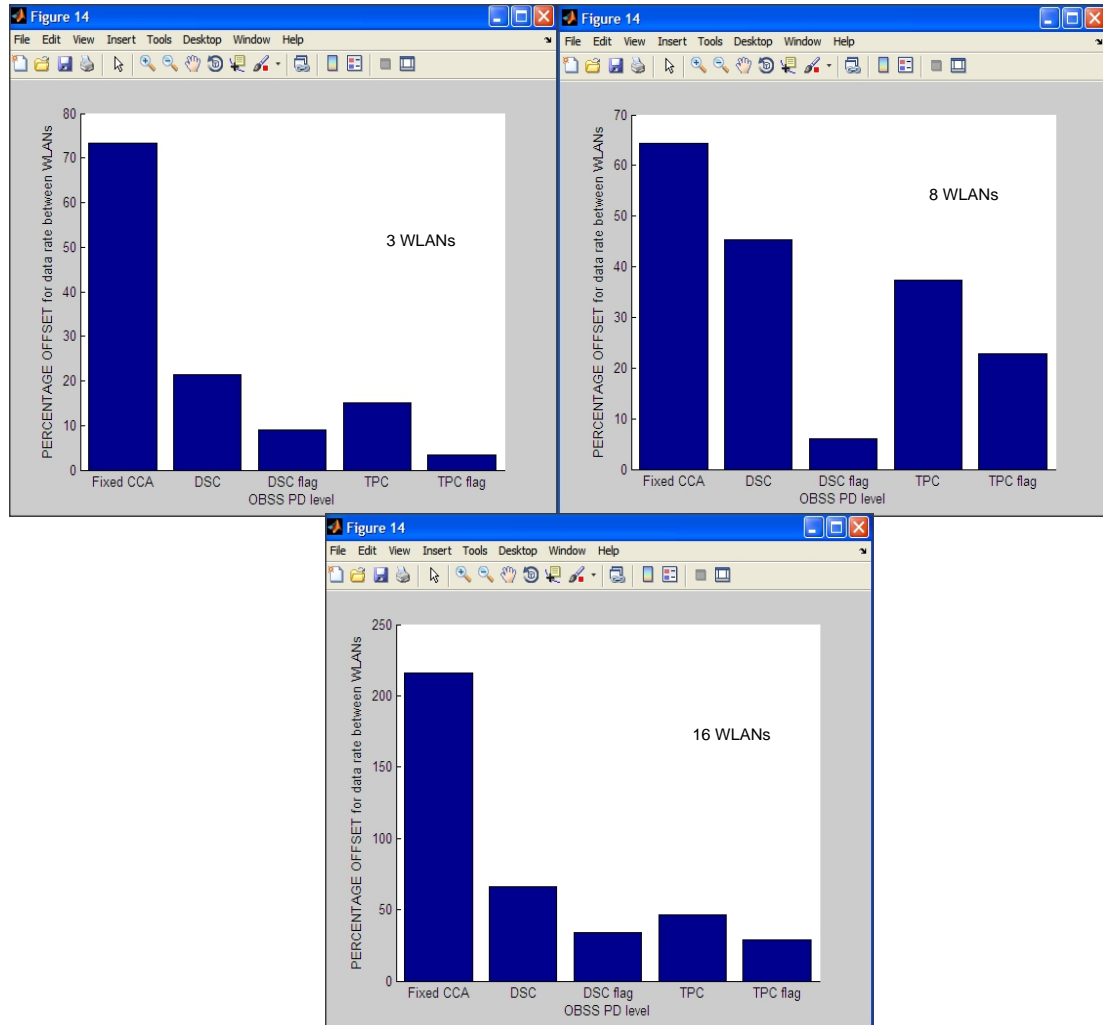 Figure 14
File Edit View Insert Tools Desktop Window Help
PERCENTAGE OFFSET for data rate between WLANs
80
70
60
50
40
30
20
10
0
3 WLANs
Fixed CCA DSC DSC flag TPC TPC flag
OBSS PD level
Figure 14
File Edit View Insert Tools Desktop Window Help
PERCENTAGE OFFSET for data rate between WLANs
70
60
50
40
30
20
10
0
8 WLANs
Fixed CCA DSC DSC flag TPC TPC flag
OBSS PD level
Figure 14
File Edit View Insert Tools Desktop Window Help
PERCENTAGE OFFSET for data rate between WLANs
250
200
150
100
50
0
16 WLANs
Fixed CCA DSC DSC flag TPC TPC flag
OBSS PD level